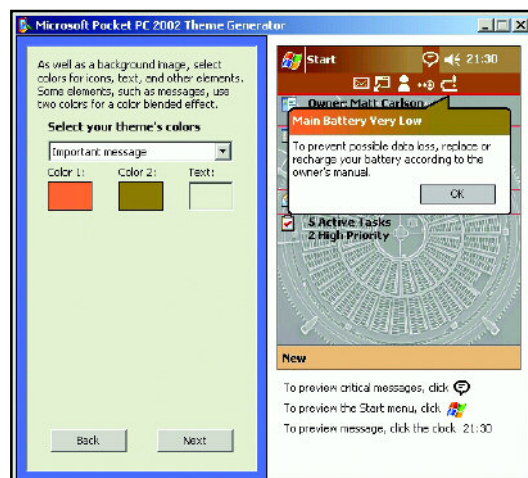 Microsoft Pocket PC 2002 Theme Generator
As well as a background image, select
colors for icons, text, and other elements.
Some elements, such as messages, use
two colors for a color blended effect.
Select your theme's colors
Important message
Color 1:
Color 2:
Text:
Back
Next
Start
21:30
Owner: Matt Carlson
Main Battery Very Low
To prevent possible data loss, replace or
recharge your battery according to the
owner's manual.
OK
5 Active Tasks
2 High Priority
New
To preview critical messages, click
To preview the Start menu, click
To preview message, click the clock 21:30